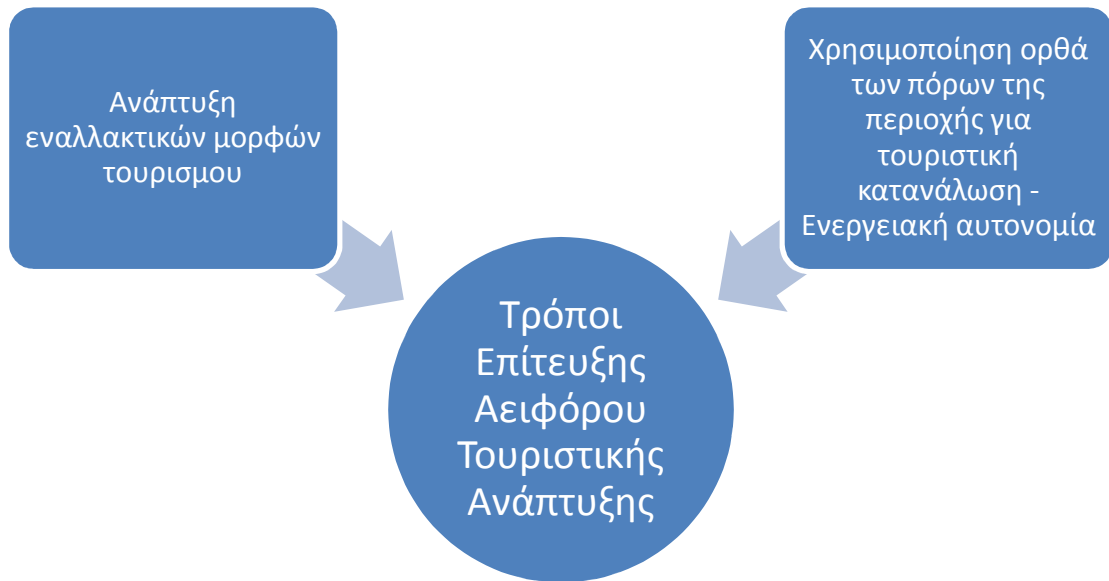 Ανάπτυξη
εναλλακτικών μορφών
τουρισμου
Χρησιμοποίηση ορθά
των πόρων της
περιοχής για
τουριστική
κατανάλωση -
Ενεργειακή αυτονομία
Τρόποι
Επίτευξης
Αειφόρου
Τουριστικής
Ανάπτυξης